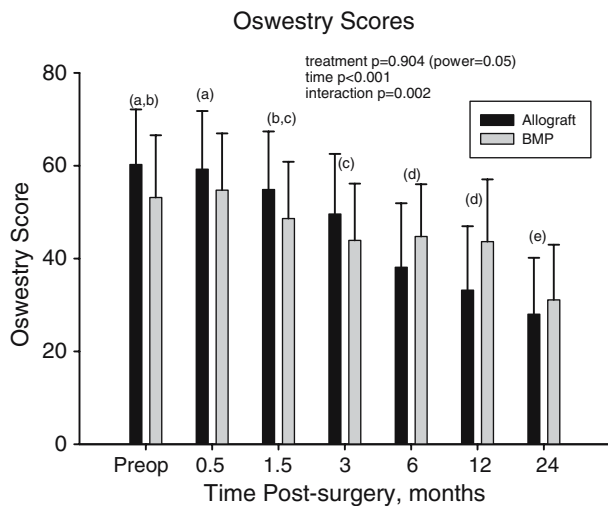 Oswestry Scores
treatment p=0.904 (power=0.05)
time p<0.001
interaction p=0.002
Allograft
BMP
(a,b)
(a)
(b,c)
(c)
(d)
(d)
(e)
Oswestry Score
80
60
40
20
0
Preop 0.5 1.5 3 6 12 24
Time Post-surgery, months